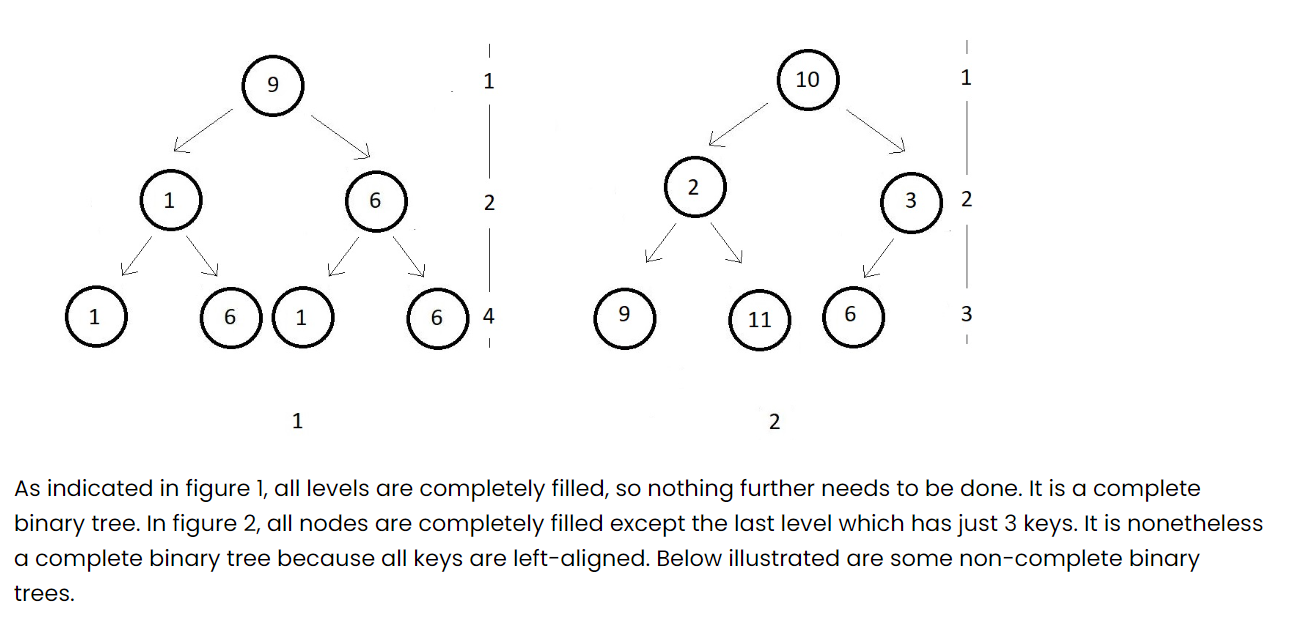 9 1 10 1
1 6 2 2 3 2
1 6 1 6 4 9 11 6 3
1 2
As indicated in figure 1, all levels are completely filled, so nothing further needs to be done. It is a complete
binary tree. In figure 2, all nodes are completely filled except the last level which has just 3 keys. It is nonetheless
a complete binary tree because all keys are left-aligned. Below illustrated are some non-complete binary
trees.